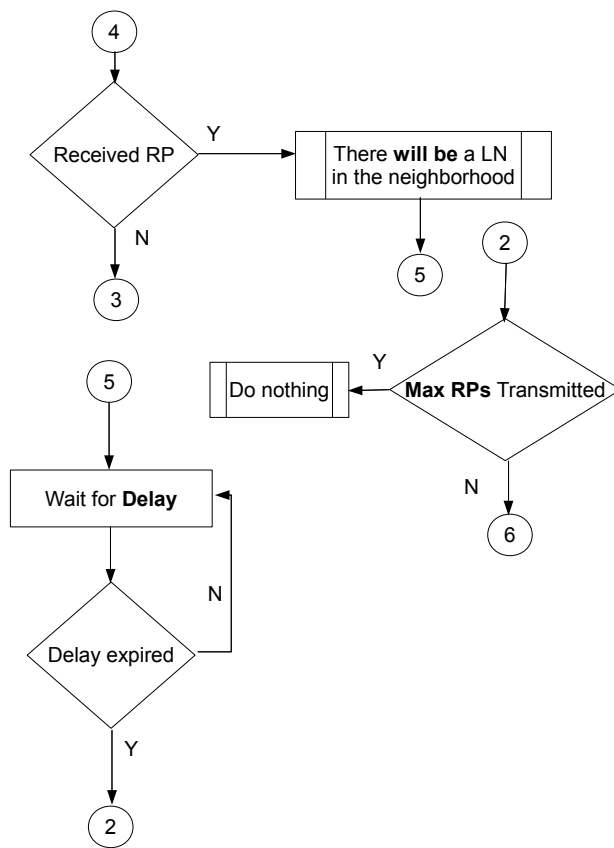 4
Received RP
Y
There will be a LN
in the neighborhood
N
3
5
2
Max RPs Transmitted
Y
Do nothing
N
6
5
Wait for Delay
N
Delay expired
Y
2